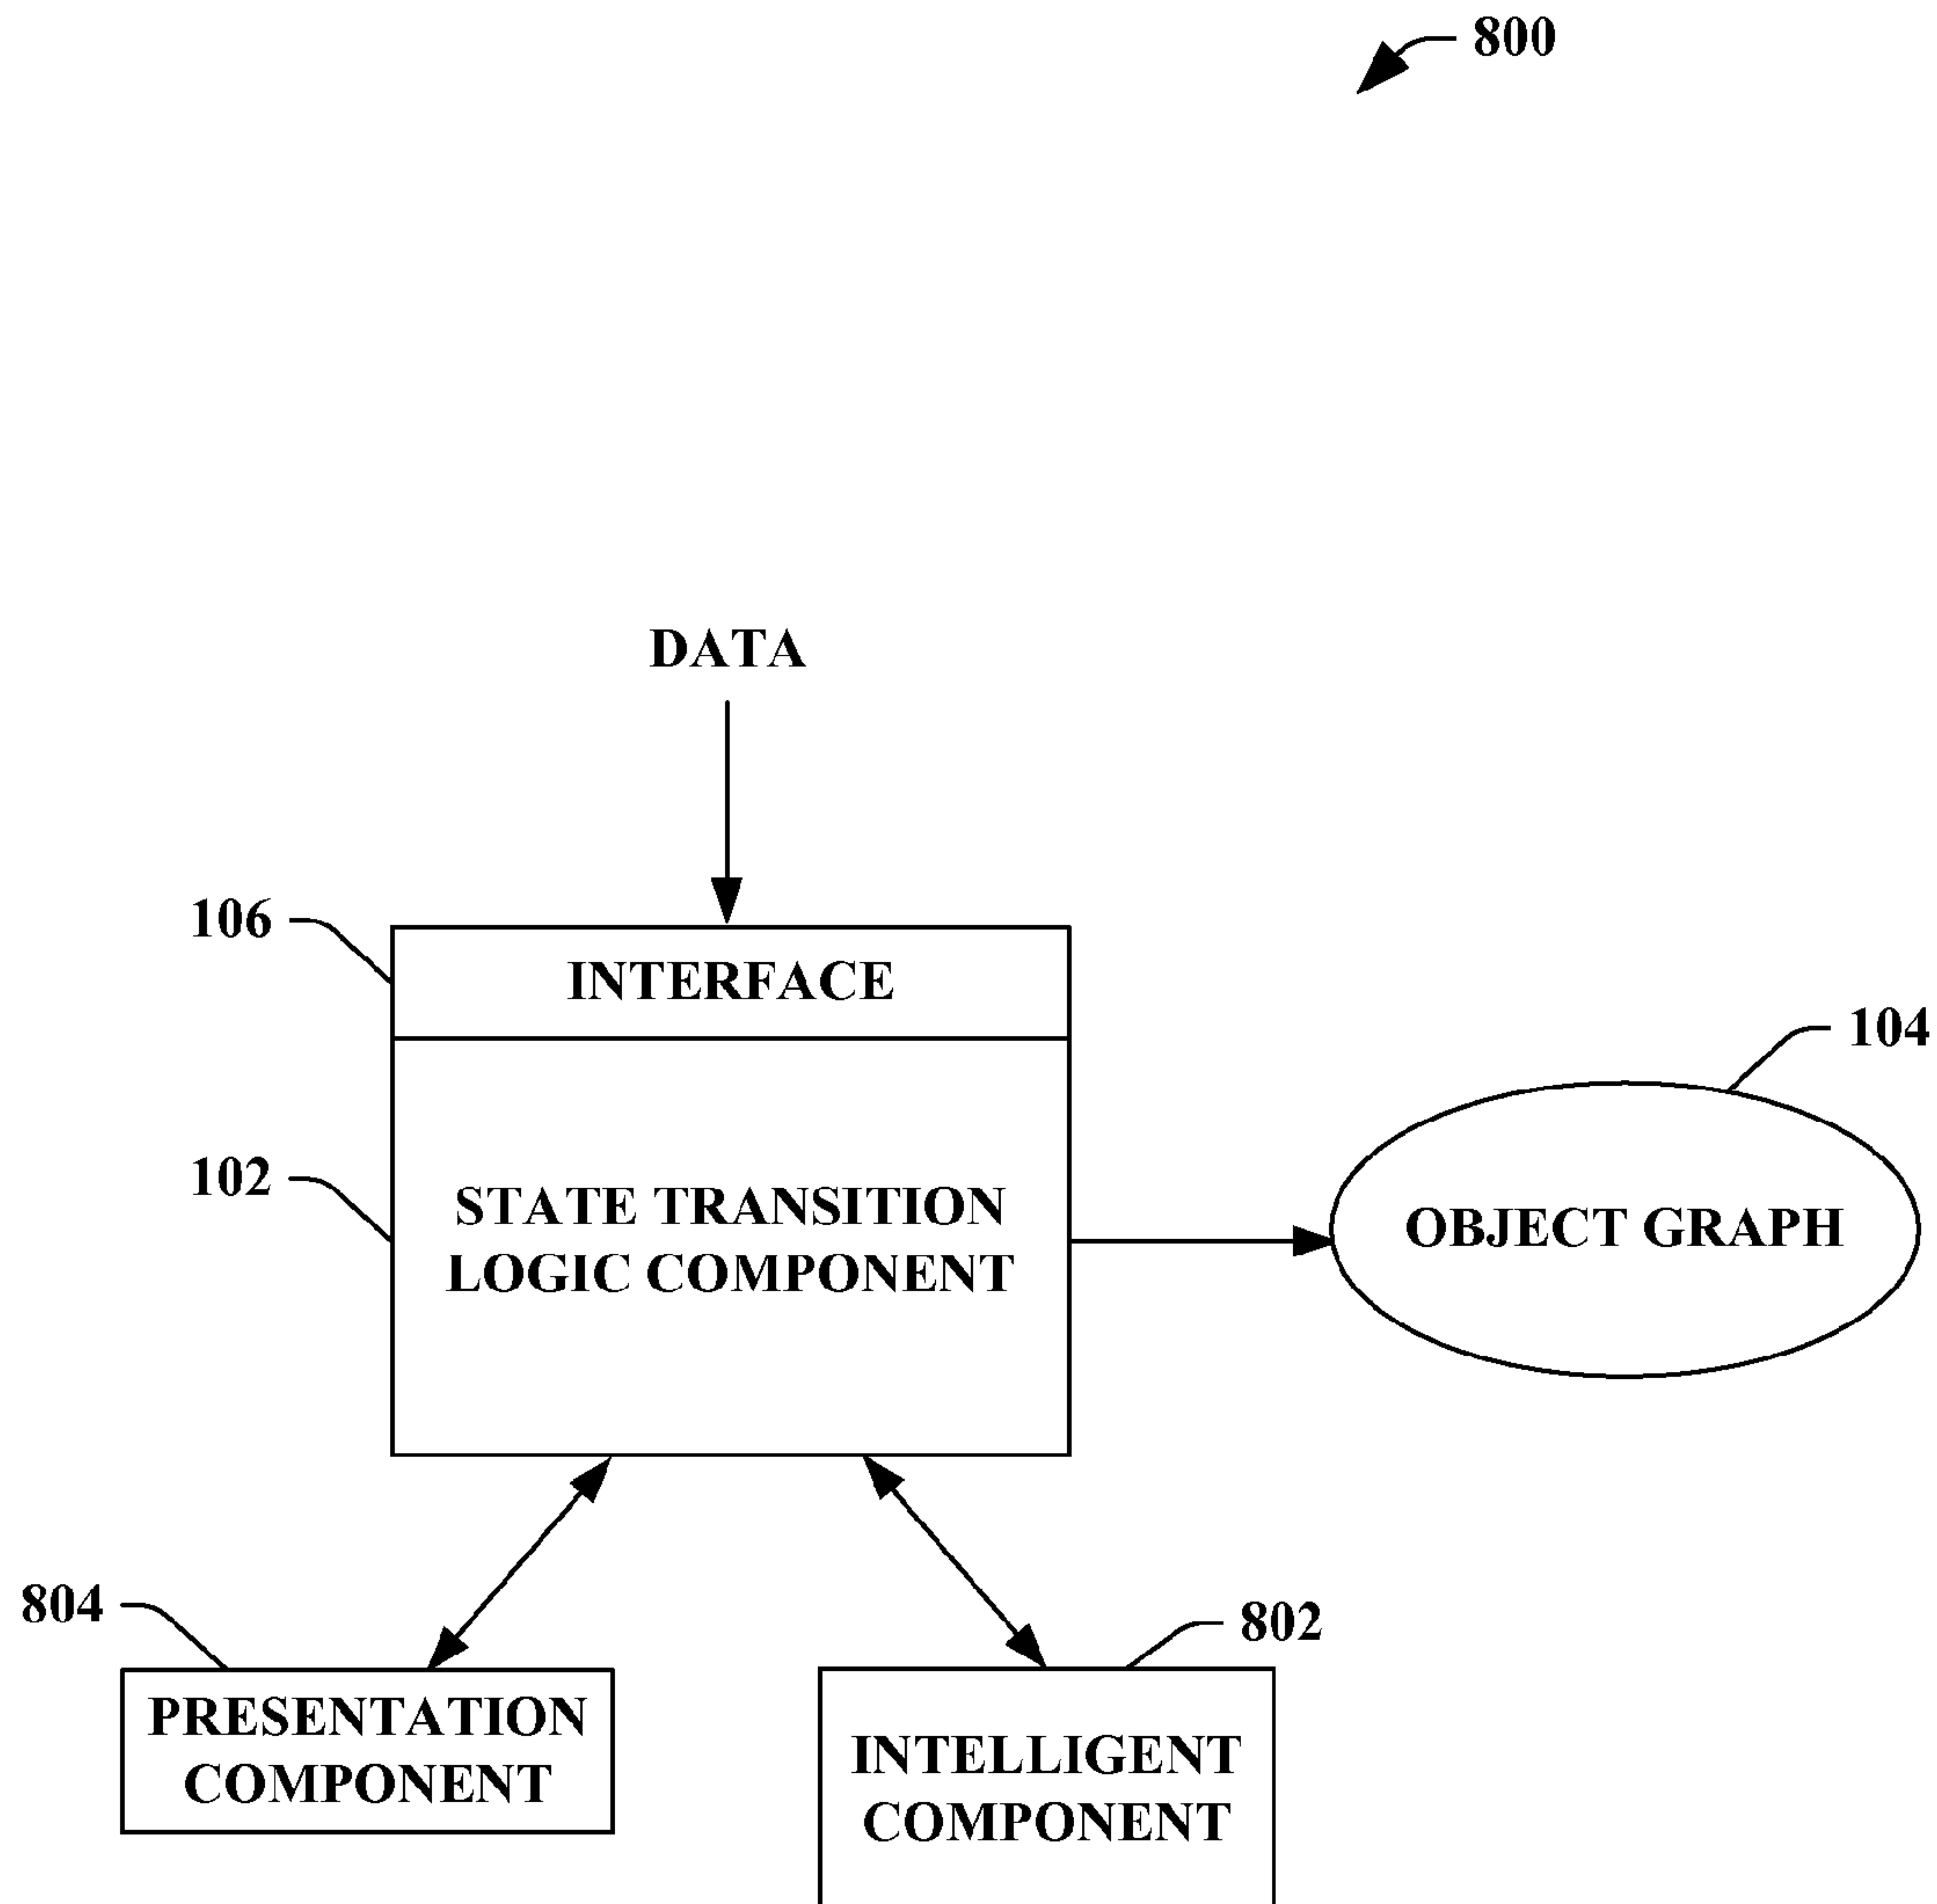 800
DATA
106
INTERFACE
104
102
STATE TRANSITION
LOGIC COMPONENT
OBJECT GRAPH
804
802
PRESENTATION
COMPONENT
INTELLIGENT
COMPONENT